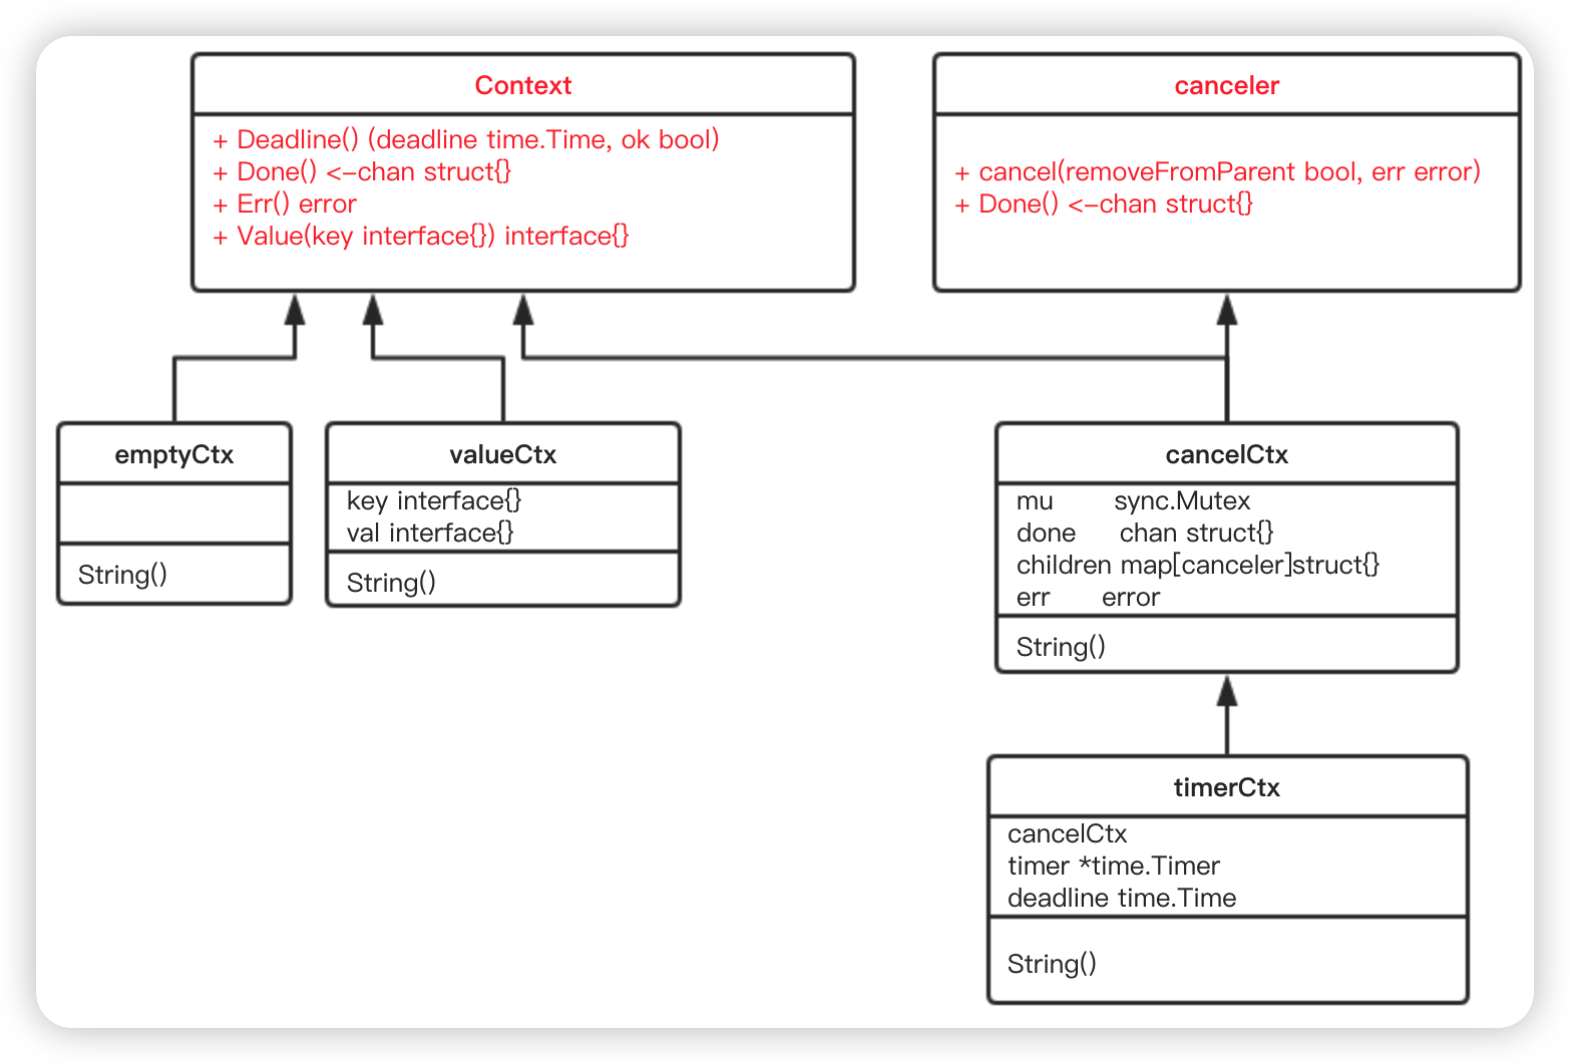 Context
+ Deadline() (deadline time.Time, ok bool)
+ Done() <-chan struct{}
+ Err() error
+ Value(key interface{}) interface{}
canceler
+ cancel(removeFromParent bool, err error)
+ Done() <-chan struct{}
emptyCtx
String()
valueCtx
key interface{}
val interface{}
String()
cancelCtx
mu sync.Mutex
done chan struct{}
children map[canceler]struct{}
err error
String()
timerCtx
cancelCtx
timer *time.Timer
deadline time.Time
String()